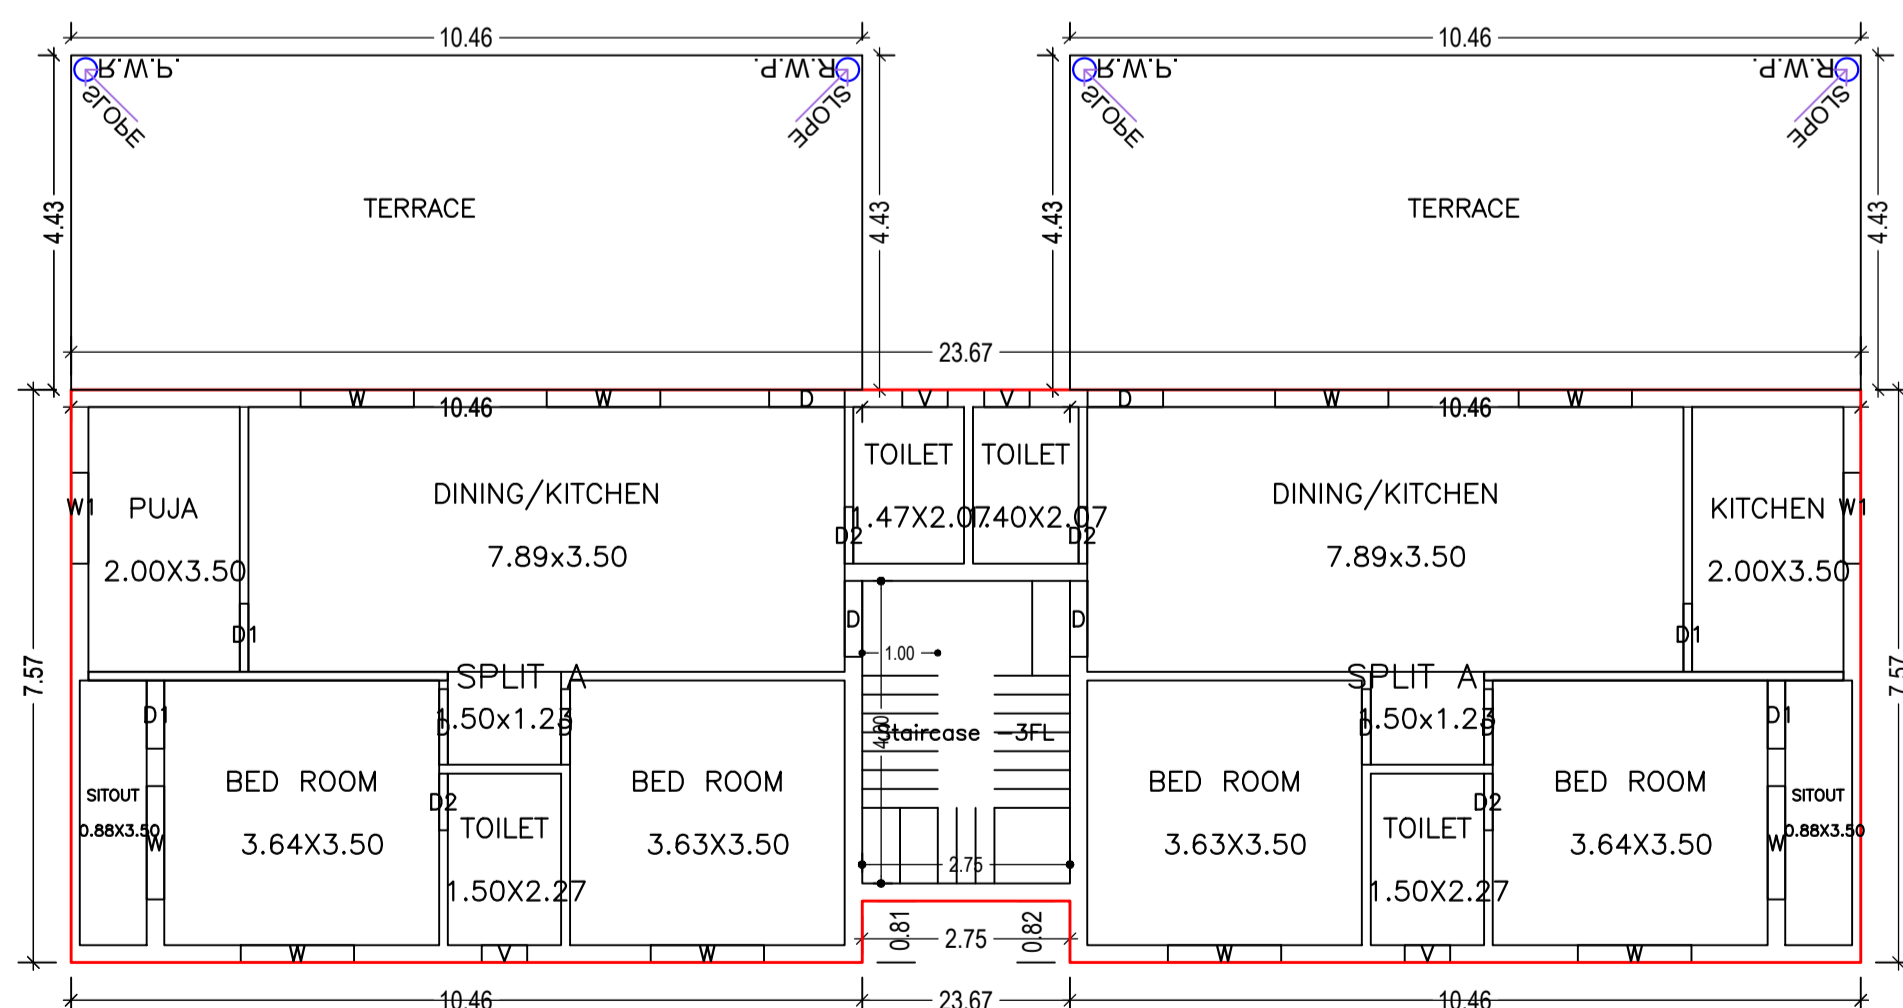 10.46
10.46
R.W.P.
R.W.P.
R.W.P.
R.W.P.
SLOPE
SLOPE
SLOPE
SLOPE
4.43
TERRACE
4.43
4.43
TERRACE
4.43
23.67
W
W
D
V
V
D
W
W
10.46
10.46
TOILET
TOILET
1.47X2.07
1.40X2.07
W1
PUJA
2.00X3.50
DINING/KITCHEN
7.89x3.50
D2
D2
DINING/KITCHEN
7.89x3.50
KITCHEN
2.00X3.50
W1
D1
D
D
D1
7.57
1.00
7.57
SPLIT A
1.50x1.23
SPLIT A
1.50x1.23
D1
D
D
4.00
Staircase -3FL
D
D
D1
SITOUT
0.88X3.50
W
BED ROOM
3.64X3.50
D2
TOILET
1.50X2.27
BED ROOM
3.63X3.50
2.75
BED ROOM
3.63X3.50
TOILET
1.50X2.27
D2
BED ROOM
3.64X3.50
W
SITOUT
0.88X3.50
0.81
2.75
0.82
W
V
W
W
V
W
10.46
23.67
10.46